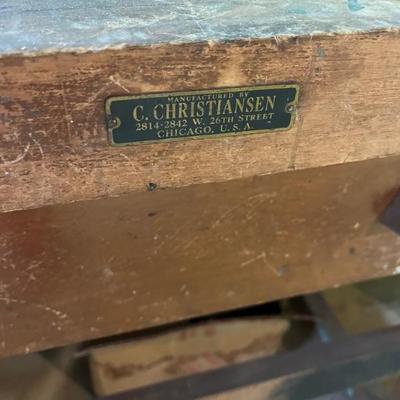 MANUFACTURED BY
C. CHRISTIANSEN
2814-2842 W. 26TH STREET
CHICAGO, U.S.A.